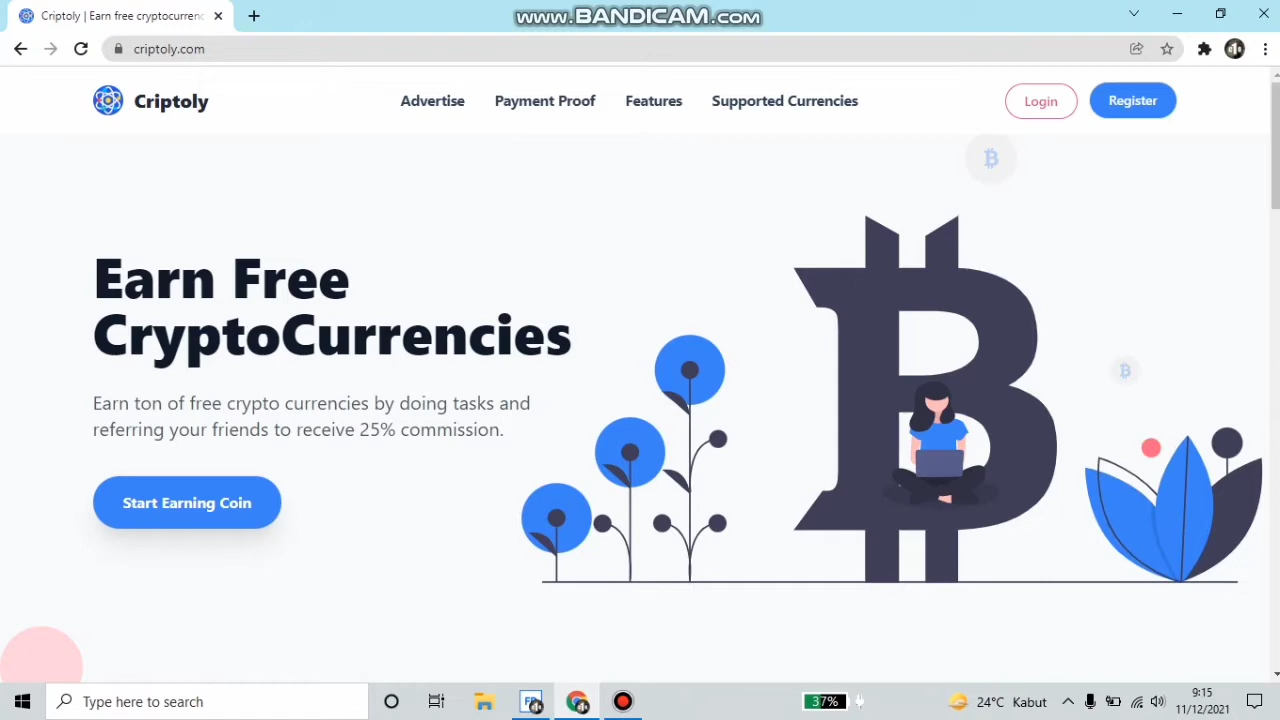 Criptoly | Earn free cryptocurrenc
www.BANDICAM.com
criptoly.com
Criptoly
Advertise
Payment Proof
Features
Supported Currencies
Login
Register
Earn Free
CryptoCurrencies
Earn ton of free crypto currencies by doing tasks and
referring your friends to receive 25% commission.
Start Earning Coin
Type here to search
37%
24°C Kabut
9:15
11/12/2021